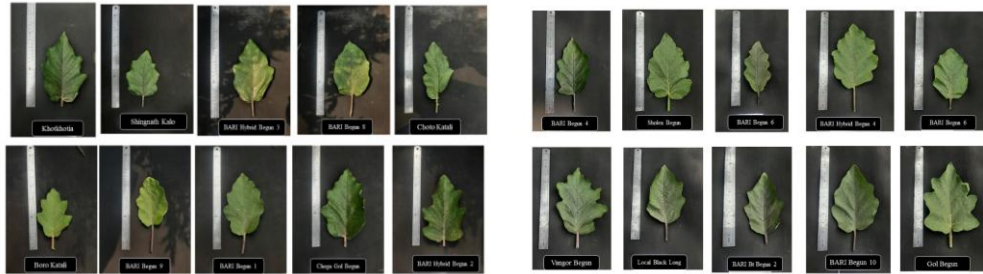 Khotkhotia
Shingnath Kalo
BARI Hybrid Begun 3
BARI Begun 8
Choto Katali
BARI Begun 4
Sholea Begun
BARI Begun 6
BARI Hybrid Begun 4
BARI Begun 6
Boro Katali
BARI Begun 9
BARI Begun 1
Chega Gol Begun
BARI Hybrid Begun 2
Vangor Begun
Local Black Long
BARI Bt Begun 2
BARI Begun 10
Gol Begun